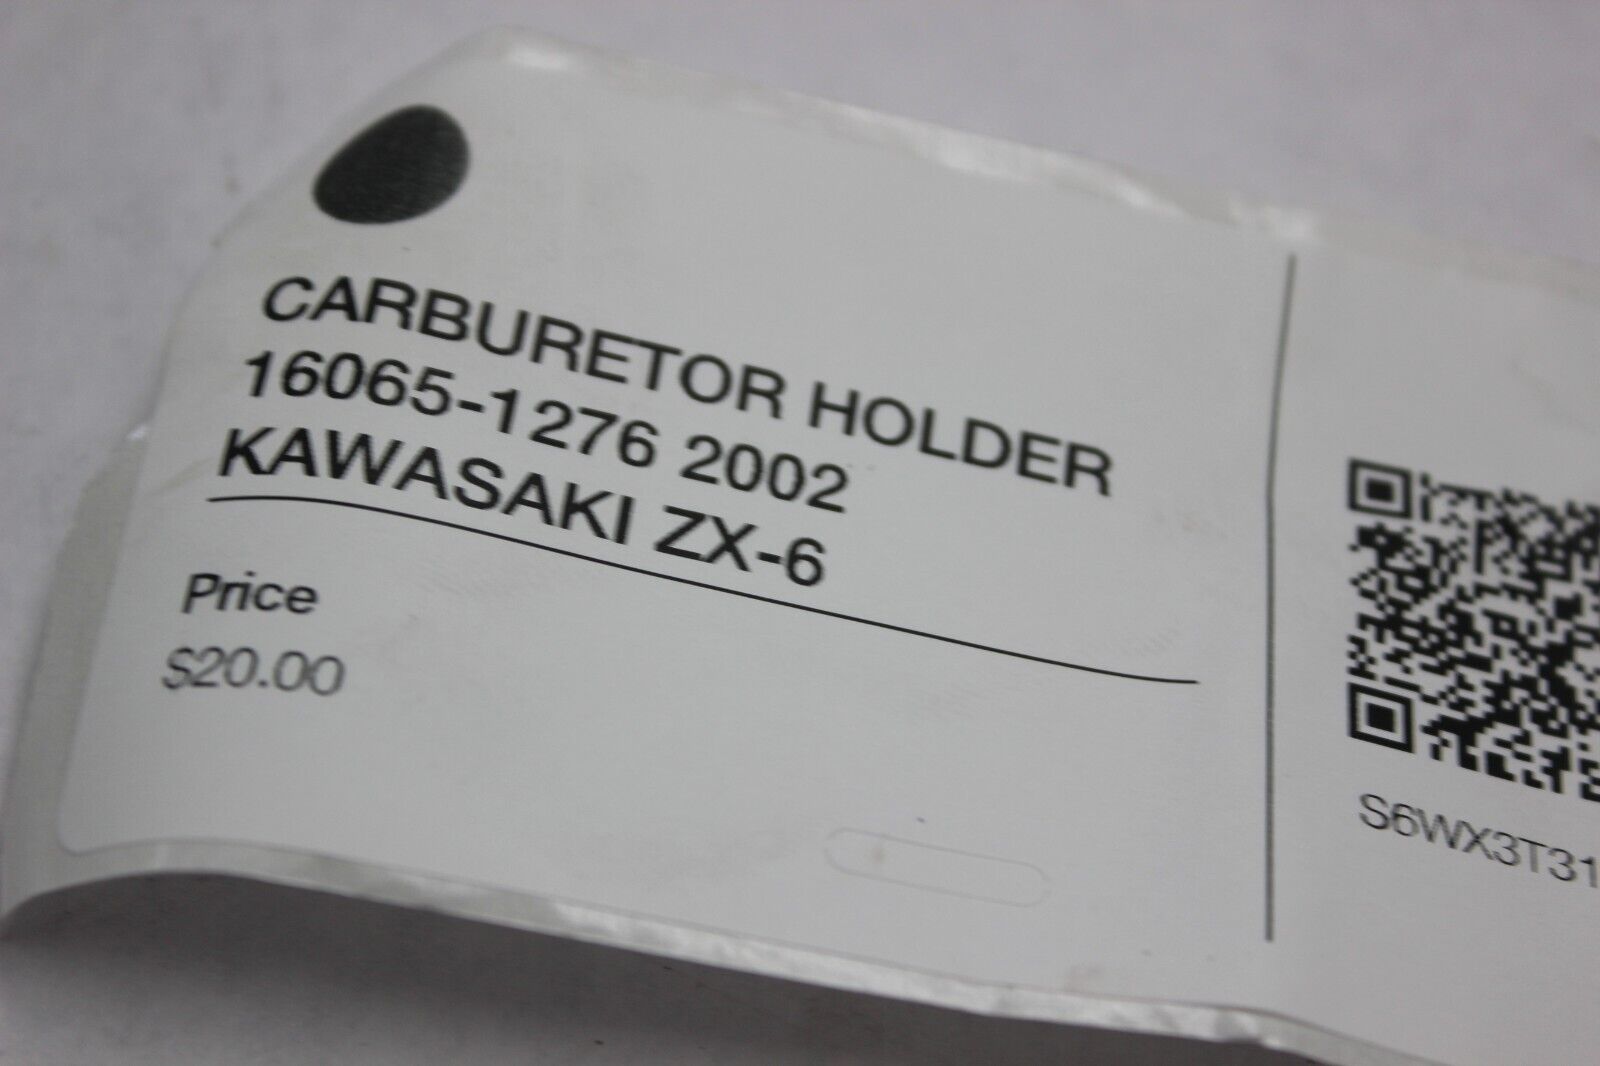 CARBURETOR HOLDER
16065-1276 2002
KAWASAKI ZX-6
Price
$20.00
S6WX3T31